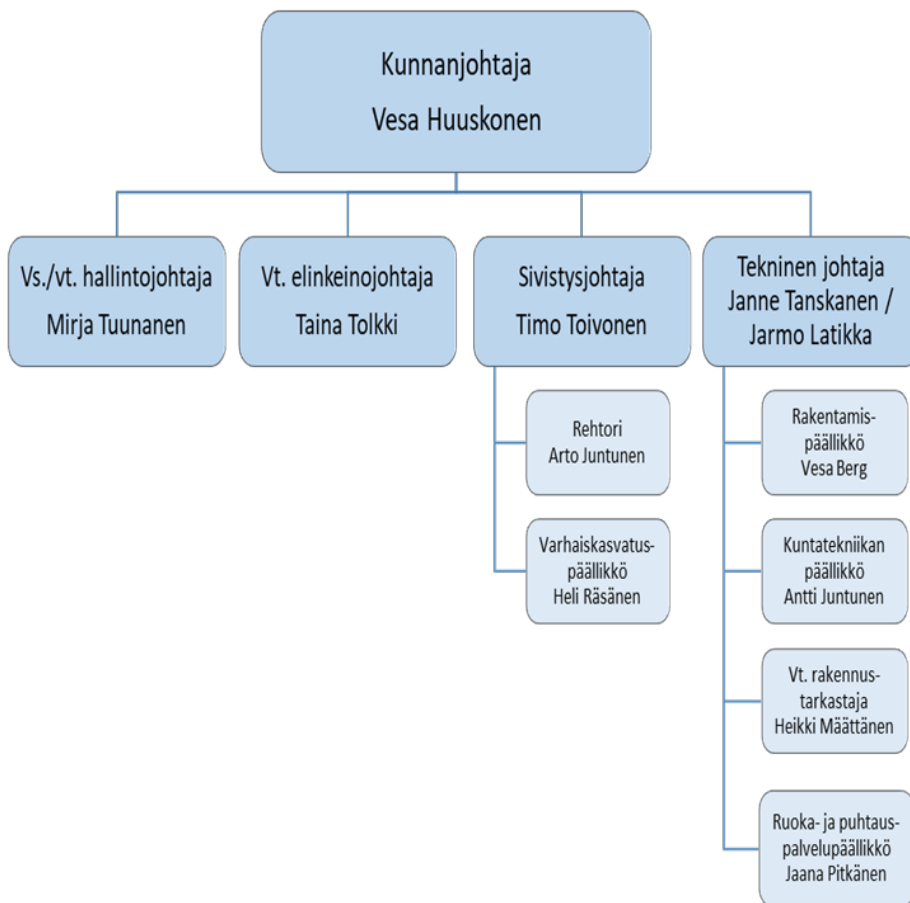 Kunnanjohtaja
Vesa Huuskonen
Vs./vt. hallintojohtaja
Mirja Tuunanen
Vt. elinkeinojohtaja
Taina Tolkki
Sivistysjohtaja
Timo Toivonen
Tekninen johtaja
Janne Tanskanen /
Jarmo Latikka
Rehtori
Arto Juntunen
Varhaiskasvatus-
päällikkö
Heli Räsänen
Rakentamis-
päällikkö
Vesa Berg
Kuntatekniikan
päällikkö
Antti Juntunen
Vt. rakennus-
tarkastaja
Heikki Määttänen
Ruoka- ja puhtaus-
palvelupäällikkö
Jaana Pitkänen